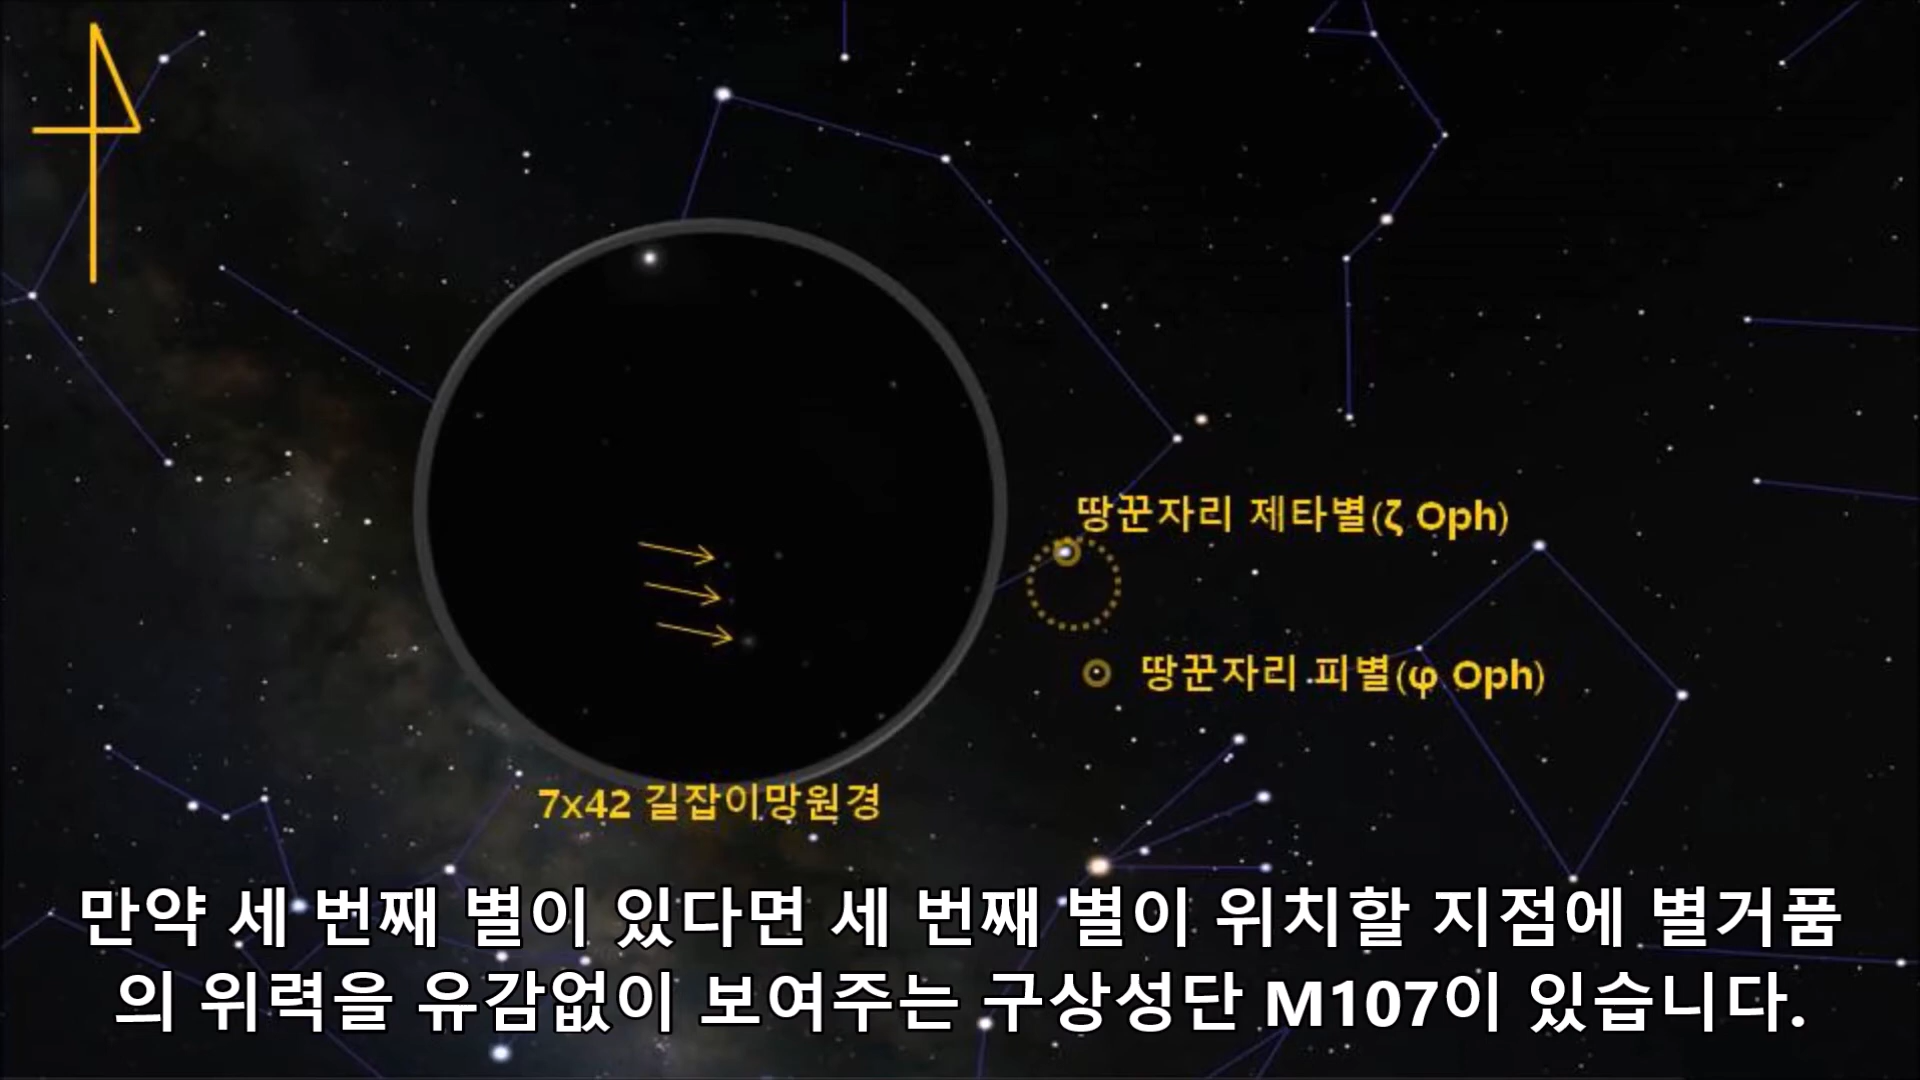 땅꾼자리 제타별(ζ Oph)
땅꾼자리 피별(φ Oph)
7x42 길잡이망원경
만약 세 번째 별이 있다면 세 번째 별이 위치할 지점에 별거품
의 위력을 유감없이 보여주는 구상성단 M107이 있습니다.